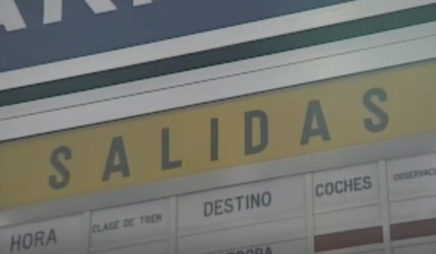 SALIDAS
HORA CLASE DE TREN DESTINO COCHES